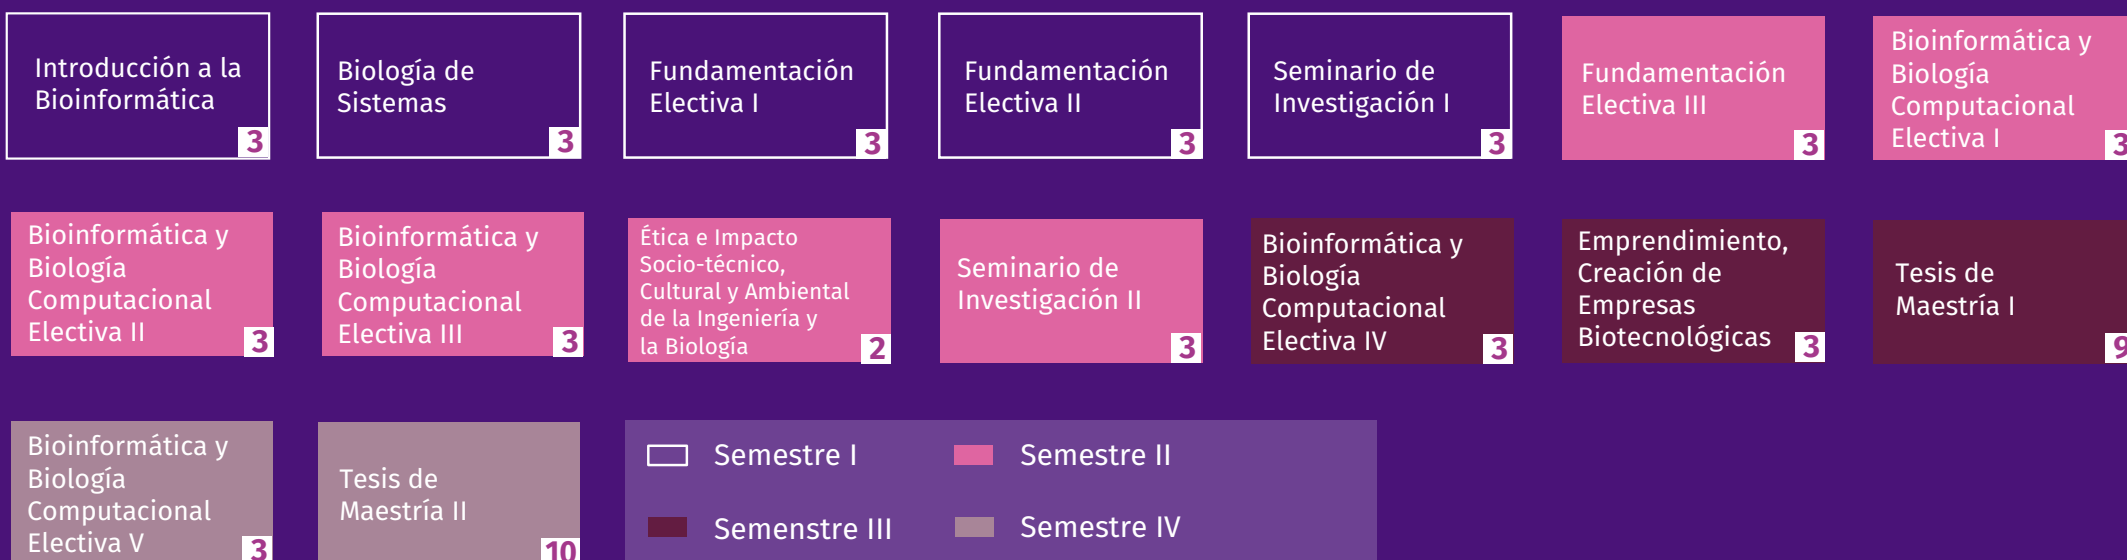 Introducción a la
Bioinformática
3
Biología de
Sistemas
3
Fundamentación
Electiva I
3
Fundamentación
Electiva II
3
Seminario de
Investigación I
3
Fundamentación
Electiva III
3
Bioinformática y
Biología
Computacional
Electiva I
3
Bioinformática y
Biología
Computacional
Electiva II
3
Bioinformática y
Biología
Computacional
Electiva III
3
Ética e Impacto
Socio-técnico,
Cultural y Ambiental
de la Ingeniería y
la Biología
2
Seminario de
Investigación II
3
Bioinformática y
Biología
Computacional
Electiva IV
3
Emprendimiento,
Creación de
Empresas
Biotecnológicas
3
Tesis de
Maestría I
9
Bioinformática y
Biología
Computacional
Electiva V
3
Tesis de
Maestría II
10
Semestre I
Semestre II
Semenstre III
Semestre IV